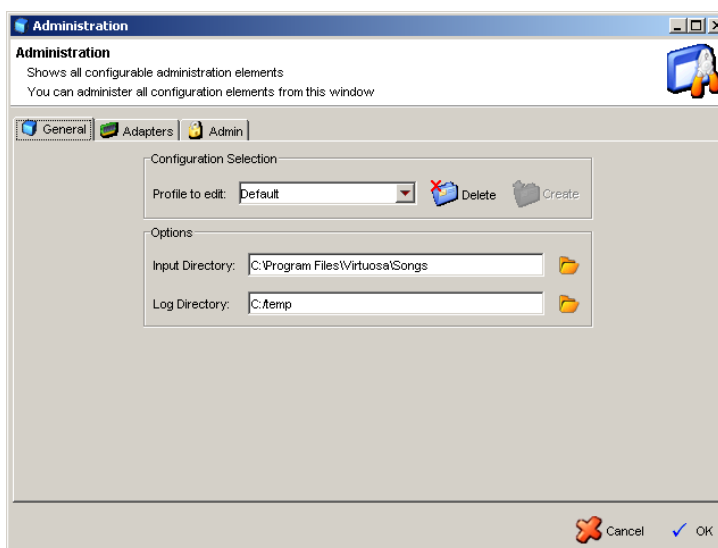 Administration
Administration
Shows all configurable administration elements
You can administer all configuration elements from this window
General Adapters Admin
Configuration Selection
Profile to edit: Default Delete Create
Options
Input Directory: C:\Program Files\Virtuosa\Songs
Log Directory: C:/temp
Cancel OK